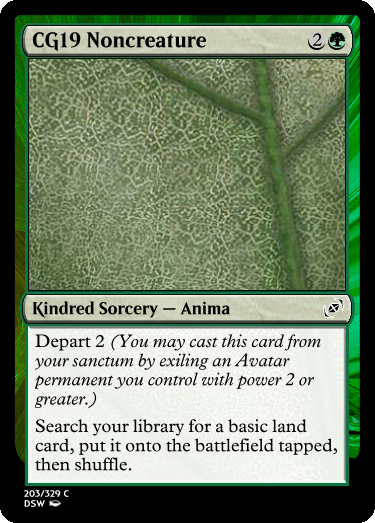 CG19 Noncreature 2
Kindred Sorcery — Anima
Depart 2 (You may cast this card from
your sanctum by exiling an Avatar
permanent you control with power 2 or
greater.)
Search your library for a basic land
card, put it onto the battlefield tapped,
then shuffle.
203/329 C
DSW